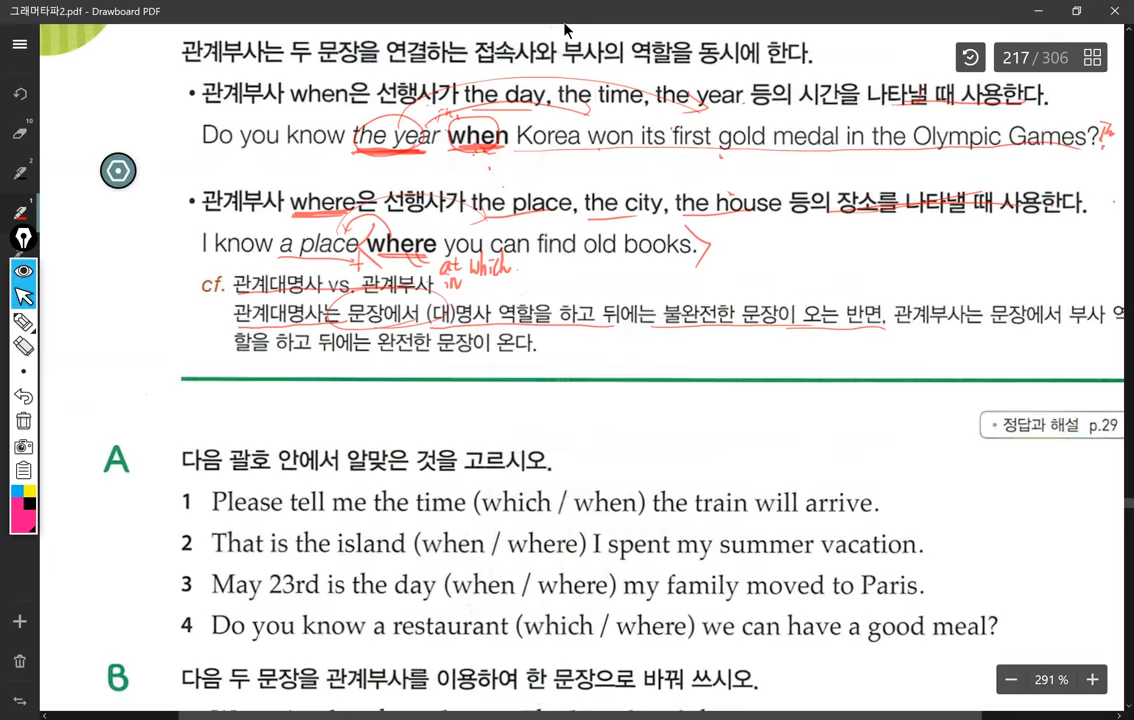 그래머타파2.pdf - Drawboard PDF
217 / 306
관계부사는 두 문장을 연결하는 접속사와 부사의 역할을 동시에 한다.
• 관계부사 when은 선행사가 the day, the time, the year 등의 시간을 나타낼 때 사용한다.
Do you know the year when Korea won its first gold medal in the Olympic Games?
• 관계부사 where은 선행사가 the place, the city, the house 등의 장소를 나타낼 때 사용한다.
I know a place where you can find old books.
at which
in
cf. 관계대명사 vs. 관계부사
관계대명사는 문장에서 (대)명사 역할을 하고 뒤에는 불완전한 문장이 오는 반면, 관계부사는 문장에서 부사 역
할을 하고 뒤에는 완전한 문장이 온다.
• 정답과 해설 p.29
A 다음 괄호 안에서 알맞은 것을 고르시오.
1 Please tell me the time (which / when) the train will arrive.
2 That is the island (when / where) I spent my summer vacation.
3 May 23rd is the day (when / where) my family moved to Paris.
4 Do you know a restaurant (which / where) we can have a good meal?
B 다음 두 문장을 관계부사를 이용하여 한 문장으로 바꿔 쓰시오.
10
2
1
291 %